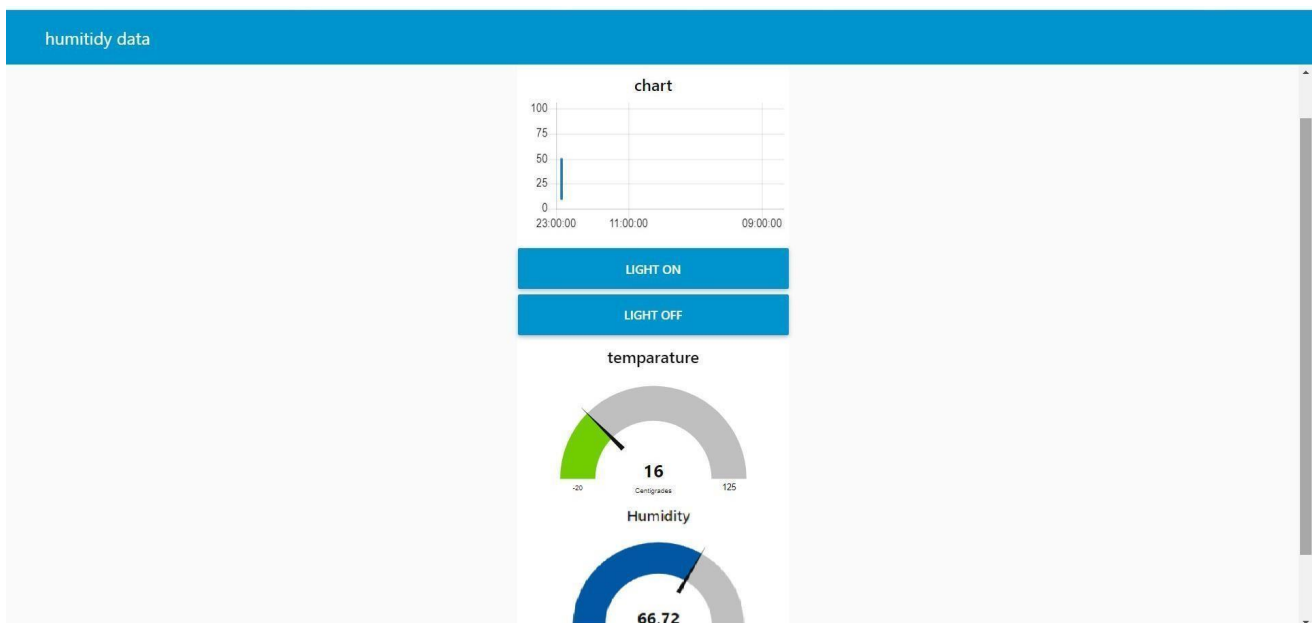 humitidy data
chart
100
75
50
25
0
23:00:00 11:00:00 09:00:00
LIGHT ON
LIGHT OFF
temparature
16
-20 Centigrades 125
Humidity
66.72